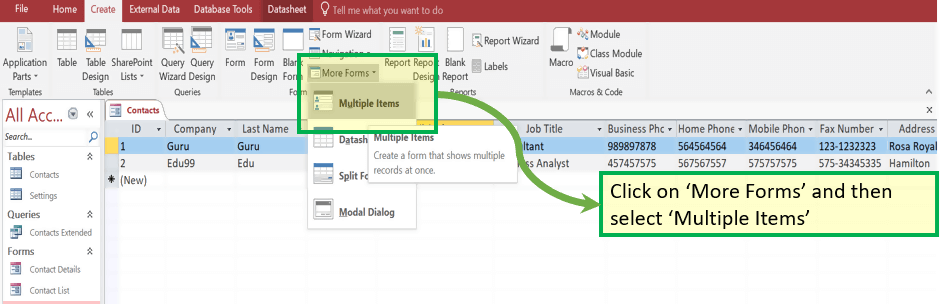 File Home Create External Data Database Tools Datasheet Tell me what you want to do
Application
Parts
Templates
Table
Table
Design
SharePoint
Lists
Tables
Query
Wizard
Query
Design
Queries
Form
Form
Design
Blank
Form Wizard
More Forms
Report
Report
Design
Blank
Report
Report Wizard
Labels
Reports
Macro
Module
Class Module
Visual Basic
Macros & Code
Multiple Items
Split
Modal Dialog
Multiple Items
Create a form that shows multiple
records at once.
All Acc...
Search...
Tables
Contacts
Settings
Queries
Contacts Extended
Forms
Contact Details
Contact List
Contacts
ID Company Last Name Job Title Business Phc Home Phone Mobile Phon Fax Number Address
1 Guru Guru ltant 989897878 564564564 346456464 123-1232323 Rosa Royal
2 Edu99 Edu ss Analyst 457457575 567567557 575757575 575-34345335 Hamilton
(New)
Click on ‘More Forms’ and then
select ‘Multiple Items’